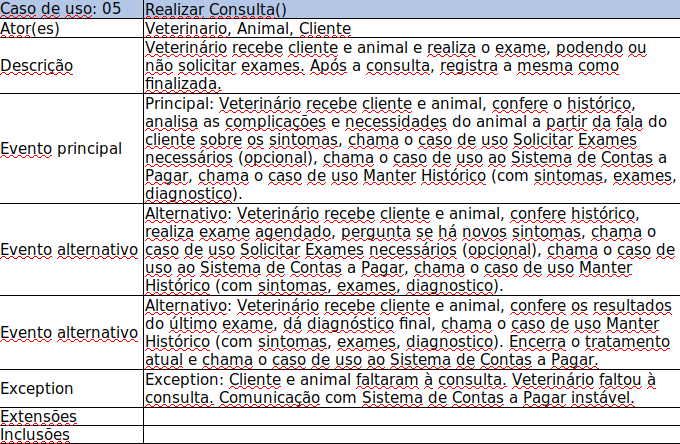 Caso de uso: 05 Realizar Consulta()
Ator(es) Veterinario, Animal, Cliente
Descrição
Veterinário recebe cliente e animal e realiza o exame, podendo ou
não solicitar exames. Após a consulta, registra a mesma como
finalizada.
Evento principal
Principal: Veterinário recebe cliente e animal, confere o histórico,
analisa as complicações e necessidades do animal a partir da fala do
cliente sobre os sintomas, chama o caso de uso Solicitar Exames
necessários (opcional), chama o caso de uso ao Sistema de Contas a
Pagar, chama o caso de uso Manter Histórico (com sintomas, exames,
diagnostico).
Evento alternativo
Alternativo: Veterinário recebe cliente e animal, confere histórico,
realiza exame agendado, pergunta se há novos sintomas, chama o
caso de uso Solicitar Exames necessários (opcional), chama o caso de
uso ao Sistema de Contas a Pagar, chama o caso de uso Manter
Histórico (com sintomas, exames, diagnostico).
Evento alternativo
Alternativo: Veterinário recebe cliente e animal, confere os resultados
do último exame, dá diagnóstico final, chama o caso de uso Manter
Histórico (com sintomas, exames, diagnostico). Encerra o tratamento
atual e chama o caso de uso ao Sistema de Contas a Pagar.
Exception
Exception: Cliente e animal faltaram à consulta. Veterinário faltou à
consulta. Comunicação com Sistema de Contas a Pagar instável.
Extensões
Inclusões